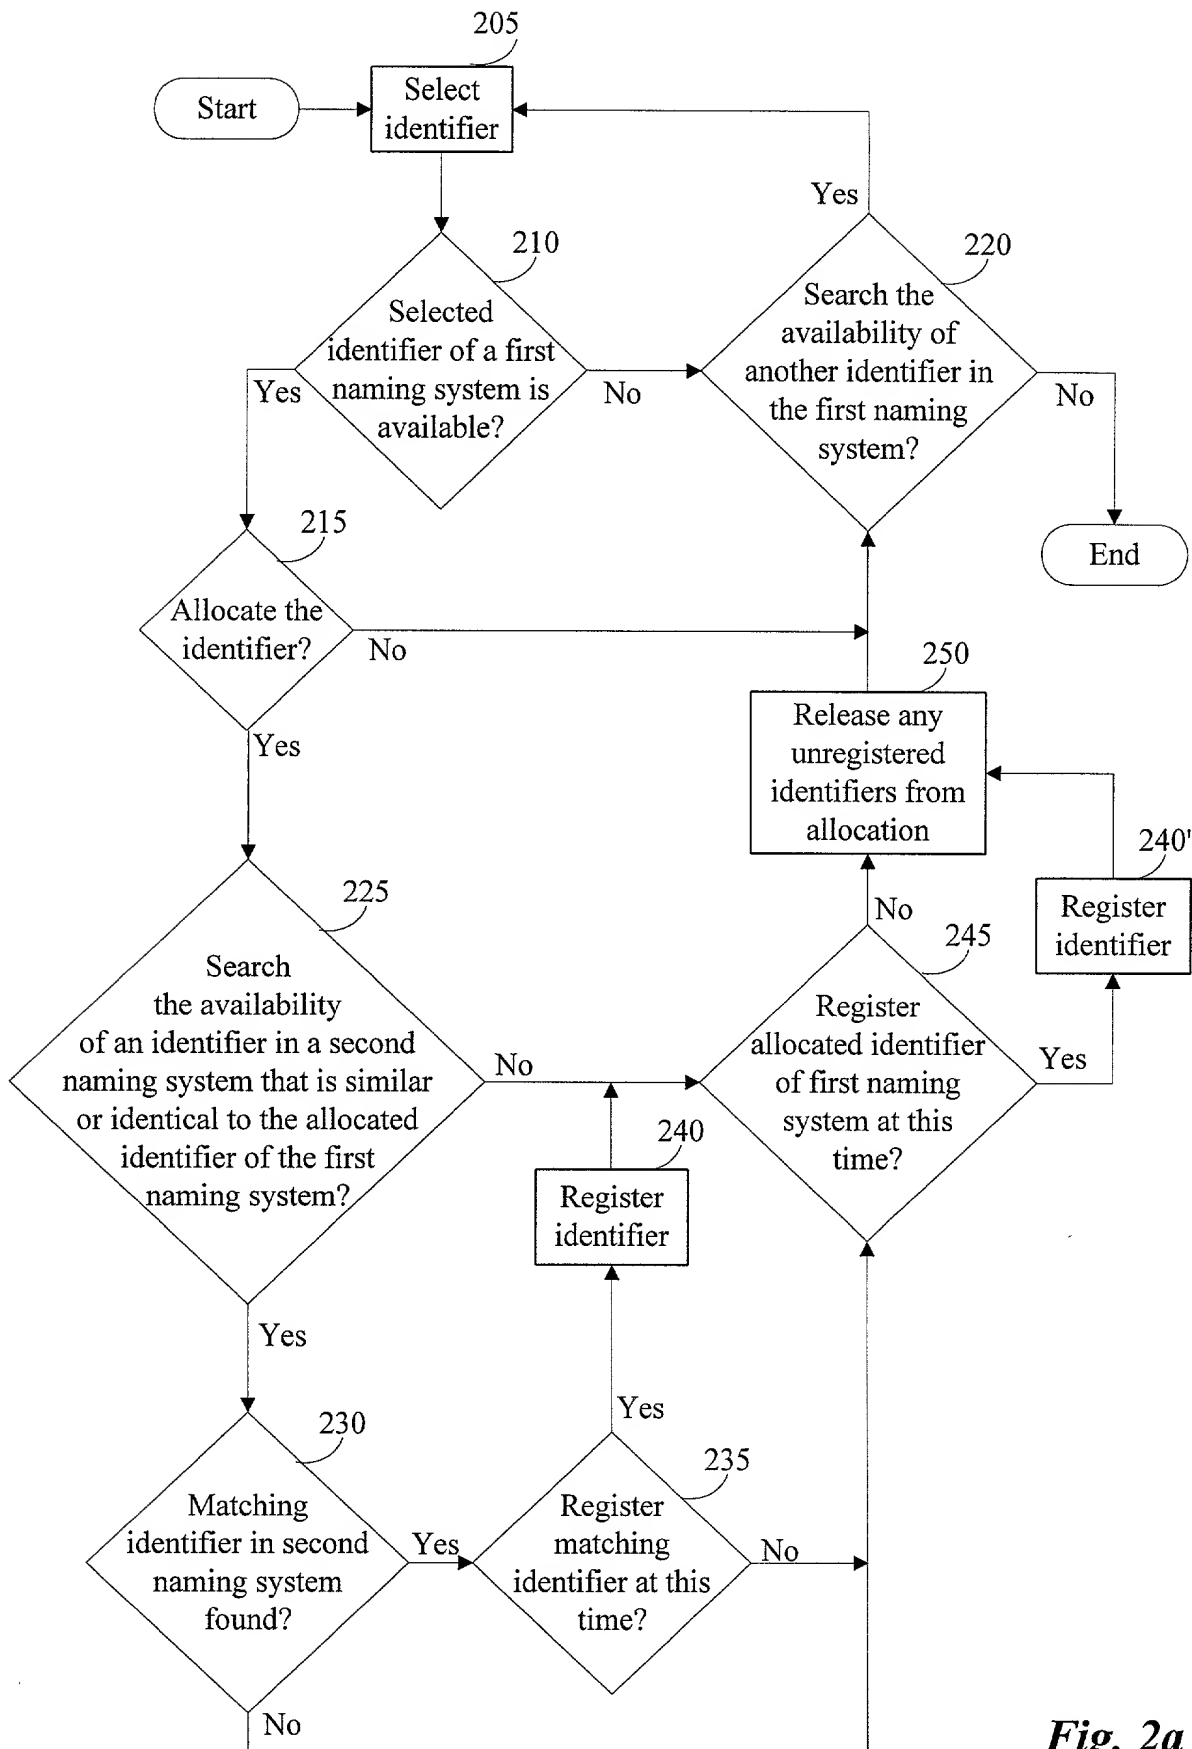 205
Start
Select
identifier
Yes
210
220
Selected
identifier of a first
naming system is
available?
Search the
availability of
another identifier in
the first naming
system?
Yes
No
No
215
End
Allocate the
identifier?
No
250
Yes
Release any
unregistered
identifiers from
allocation
240'
225
No
Register
identifier
245
Search
the availability
of an identifier in a second
naming system that is similar
or identical to the allocated
identifier of the first
naming system?
No
Register
allocated identifier
of first naming
system at this
time?
Yes
240
Register
identifier
Yes
Yes
230
235
Matching
identifier in second
naming system
found?
Yes
Register
matching
identifier at this
time?
No
No
Fig. 2a